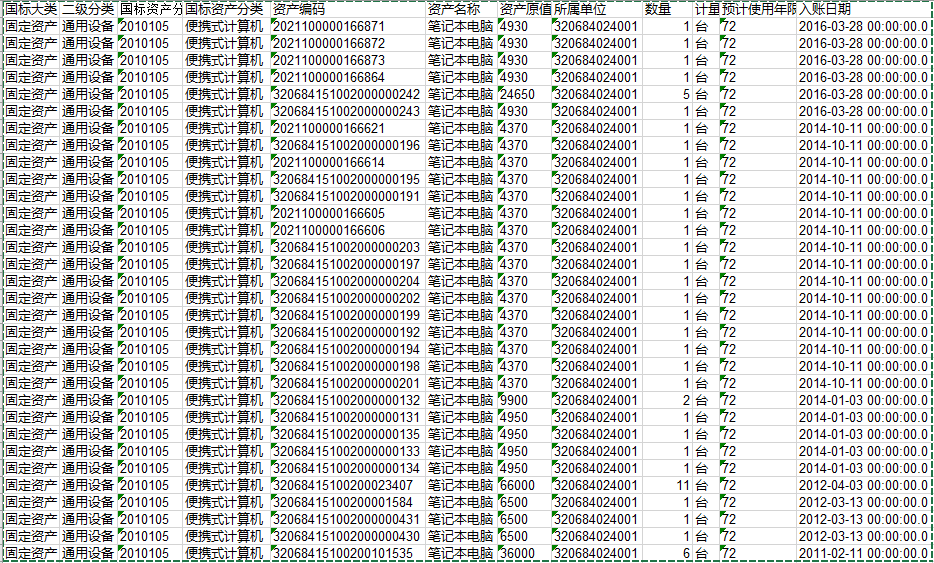 国标大类 二级分类 国标资产分 国标资产分类 资产编码 资产名称 资产原值 所属单位 数量 计量 预计使用年限 入账日期
固定资产 通用设备 2010105 便携式计算机 2021100000166871 笔记本电脑 4930 320684024001 1 台 72 2016-03-28 00:00:00.0
固定资产 通用设备 2010105 便携式计算机 2021100000166872 笔记本电脑 4930 320684024001 1 台 72 2016-03-28 00:00:00.0
固定资产 通用设备 2010105 便携式计算机 2021100000166873 笔记本电脑 4930 320684024001 1 台 72 2016-03-28 00:00:00.0
固定资产 通用设备 2010105 便携式计算机 2021100000166864 笔记本电脑 4930 320684024001 1 台 72 2016-03-28 00:00:00.0
固定资产 通用设备 2010105 便携式计算机 320684151002000000242 笔记本电脑 24650 320684024001 5 台 72 2016-03-28 00:00:00.0
固定资产 通用设备 2010105 便携式计算机 320684151002000000243 笔记本电脑 4930 320684024001 1 台 72 2016-03-28 00:00:00.0
固定资产 通用设备 2010105 便携式计算机 2021100000166621 笔记本电脑 4370 320684024001 1 台 72 2014-10-11 00:00:00.0
固定资产 通用设备 2010105 便携式计算机 320684151002000000196 笔记本电脑 4370 320684024001 1 台 72 2014-10-11 00:00:00.0
固定资产 通用设备 2010105 便携式计算机 2021100000166614 笔记本电脑 4370 320684024001 1 台 72 2014-10-11 00:00:00.0
固定资产 通用设备 2010105 便携式计算机 320684151002000000195 笔记本电脑 4370 320684024001 1 台 72 2014-10-11 00:00:00.0
固定资产 通用设备 2010105 便携式计算机 320684151002000000191 笔记本电脑 4370 320684024001 1 台 72 2014-10-11 00:00:00.0
固定资产 通用设备 2010105 便携式计算机 2021100000166605 笔记本电脑 4370 320684024001 1 台 72 2014-10-11 00:00:00.0
固定资产 通用设备 2010105 便携式计算机 2021100000166606 笔记本电脑 4370 320684024001 1 台 72 2014-10-11 00:00:00.0
固定资产 通用设备 2010105 便携式计算机 320684151002000000203 笔记本电脑 4370 320684024001 1 台 72 2014-10-11 00:00:00.0
固定资产 通用设备 2010105 便携式计算机 320684151002000000197 笔记本电脑 4370 320684024001 1 台 72 2014-10-11 00:00:00.0
固定资产 通用设备 2010105 便携式计算机 320684151002000000204 笔记本电脑 4370 320684024001 1 台 72 2014-10-11 00:00:00.0
固定资产 通用设备 2010105 便携式计算机 320684151002000000202 笔记本电脑 4370 320684024001 1 台 72 2014-10-11 00:00:00.0
固定资产 通用设备 2010105 便携式计算机 320684151002000000199 笔记本电脑 4370 320684024001 1 台 72 2014-10-11 00:00:00.0
固定资产 通用设备 2010105 便携式计算机 320684151002000000192 笔记本电脑 4370 320684024001 1 台 72 2014-10-11 00:00:00.0
固定资产 通用设备 2010105 便携式计算机 320684151002000000194 笔记本电脑 4370 320684024001 1 台 72 2014-10-11 00:00:00.0
固定资产 通用设备 2010105 便携式计算机 320684151002000000198 笔记本电脑 4370 320684024001 1 台 72 2014-10-11 00:00:00.0
固定资产 通用设备 2010105 便携式计算机 320684151002000000201 笔记本电脑 4370 320684024001 1 台 72 2014-10-11 00:00:00.0
固定资产 通用设备 2010105 便携式计算机 320684151002000000132 笔记本电脑 9900 320684024001 2 台 72 2014-01-03 00:00:00.0
固定资产 通用设备 2010105 便携式计算机 320684151002000000131 笔记本电脑 4950 320684024001 1 台 72 2014-01-03 00:00:00.0
固定资产 通用设备 2010105 便携式计算机 320684151002000000135 笔记本电脑 4950 320684024001 1 台 72 2014-01-03 00:00:00.0
固定资产 通用设备 2010105 便携式计算机 320684151002000000133 笔记本电脑 4950 320684024001 1 台 72 2014-01-03 00:00:00.0
固定资产 通用设备 2010105 便携式计算机 320684151002000000134 笔记本电脑 4950 320684024001 1 台 72 2014-01-03 00:00:00.0
固定资产 通用设备 2010105 便携式计算机 32068415100200023407 笔记本电脑 66000 320684024001 11 台 72 2012-04-03 00:00:00.0
固定资产 通用设备 2010105 便携式计算机 32068415100200001584 笔记本电脑 6500 320684024001 1 台 72 2012-03-13 00:00:00.0
固定资产 通用设备 2010105 便携式计算机 320684151002000000431 笔记本电脑 6500 320684024001 1 台 72 2012-03-13 00:00:00.0
固定资产 通用设备 2010105 便携式计算机 320684151002000000430 笔记本电脑 6500 320684024001 1 台 72 2012-03-13 00:00:00.0
固定资产 通用设备 2010105 便携式计算机 32068415100200101535 笔记本电脑 36000 320684024001 6 台 72 2011-02-11 00:00:00.0